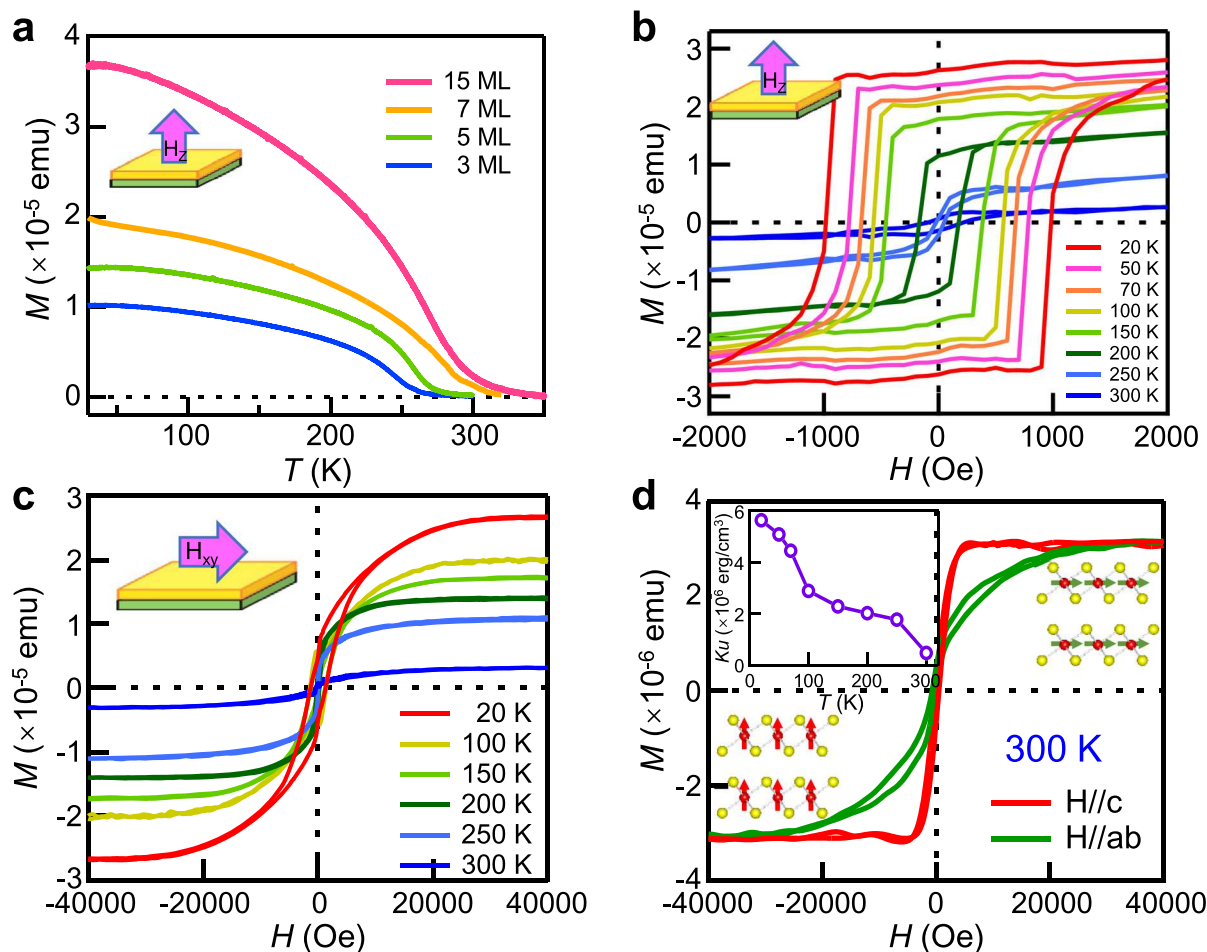 a
4
3
2
1
0
M (×10⁻⁵ emu)
100
200
300
T (K)
H_Z
15 ML
7 ML
5 ML
3 ML
b
3
2
1
0
-1
-2
-3
M (×10⁻⁵ emu)
-2000
-1000
0
1000
2000
H (Oe)
H_Z
20 K
50 K
70 K
100 K
150 K
200 K
250 K
300 K
c
3
2
1
0
-1
-2
-3
M (×10⁻⁵ emu)
-40000
-20000
0
20000
40000
H (Oe)
H_xy
20 K
100 K
150 K
200 K
250 K
300 K
d
4
2
0
-2
-4
M (×10⁻⁶ emu)
-40000
-20000
0
20000
40000
H (Oe)
6
4
2
0
Ku (×10⁶ erg/cm³)
0
100
200
300
T (K)
300 K
H//c
H//ab